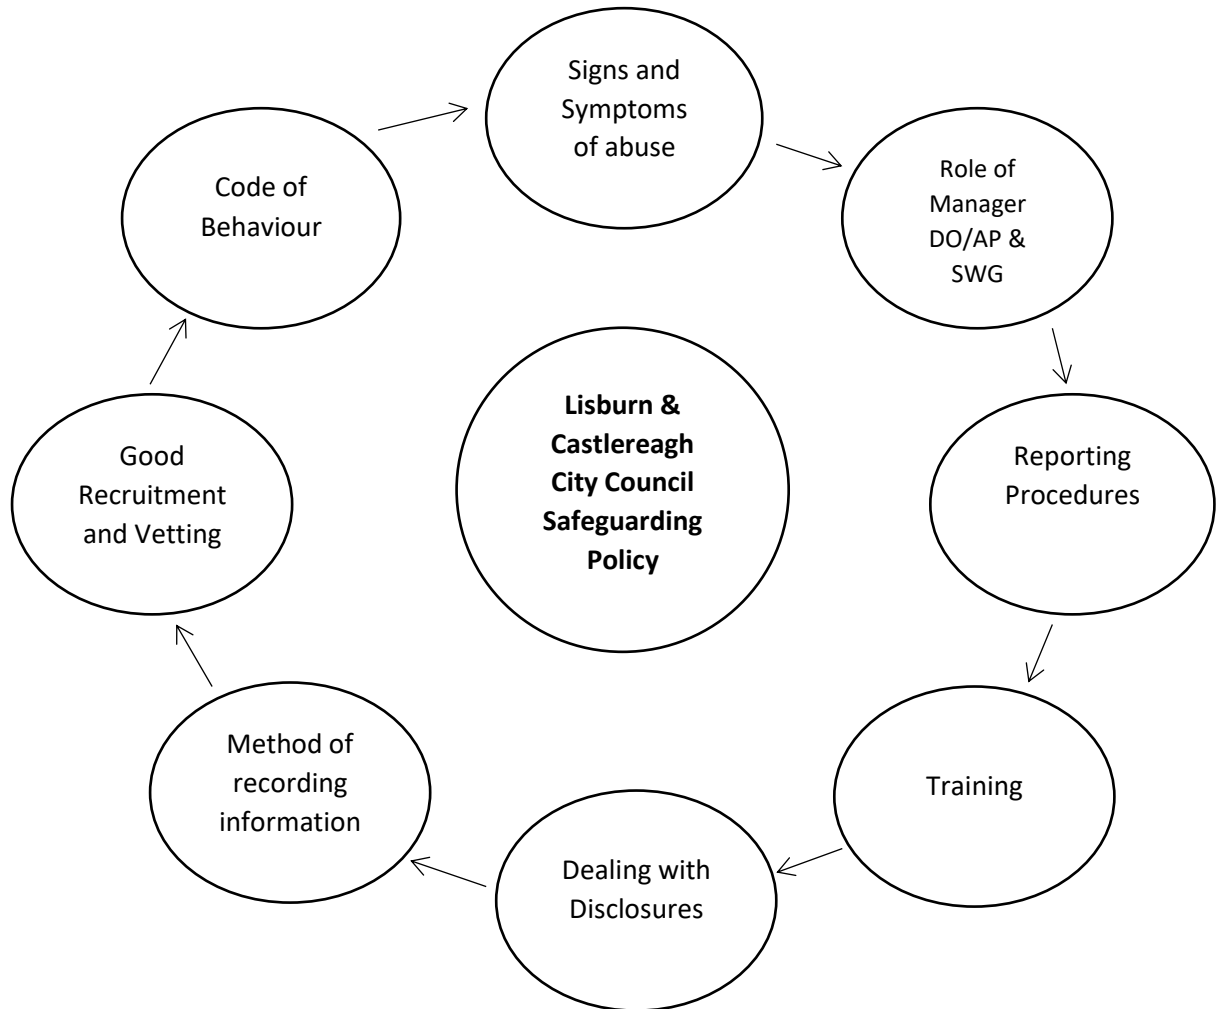 Signs and
Symptoms
of abuse
Role of
Manager
DO/AP &
SWG
Reporting
Procedures
Training
Dealing with
Disclosures
Method of
recording
information
Good
Recruitment
and Vetting
Code of
Behaviour
Lisburn &
Castlereagh
City Council
Safeguarding
Policy